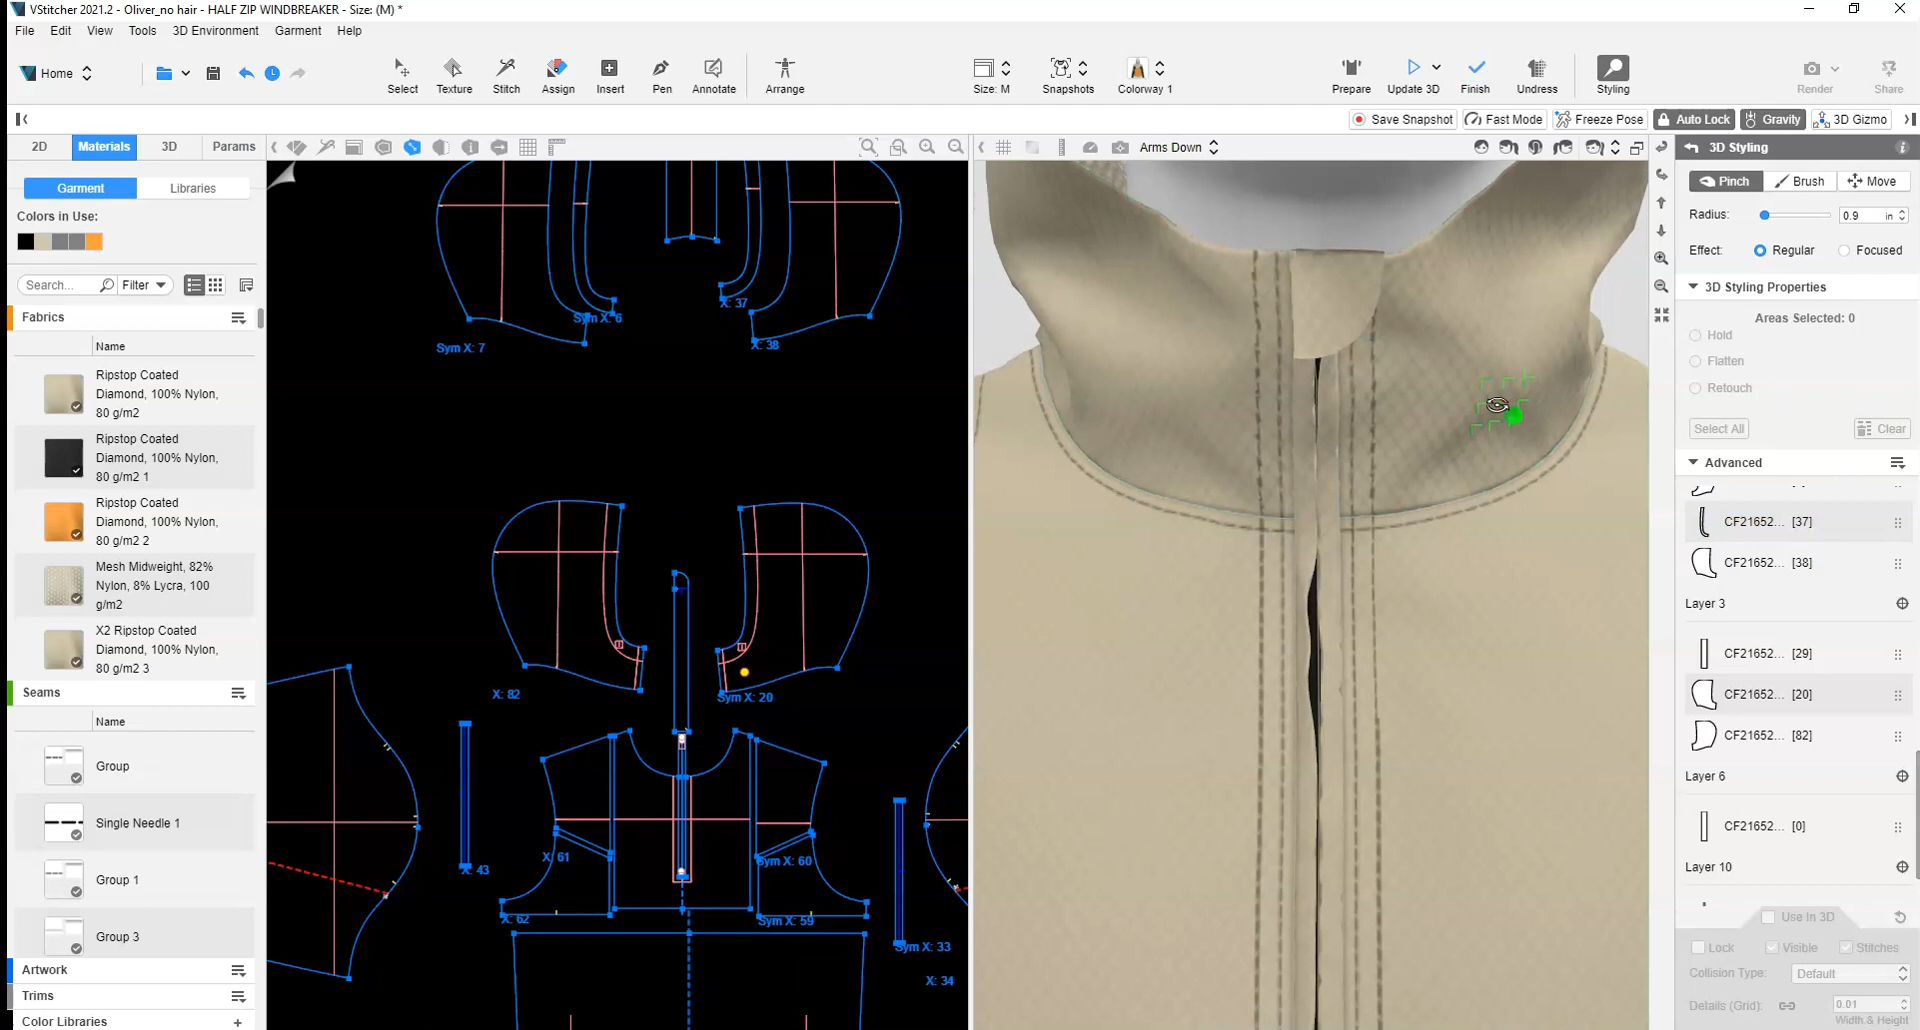 VStitcher 2021.2 - Oliver_no hair - HALF ZIP WINDBREAKER - Size: (M) *
File Edit View Tools 3D Environment Garment Help
Home
Select Texture Stitch Assign Insert Pen Annotate Arrange Size: M Snapshots Colorway 1 Prepare Update 3D Finish Undress Styling Render Share
Save Snapshot Fast Mode Freeze Pose Auto Lock Gravity 3D Gizmo
2D Materials 3D Params
Arms Down
3D Styling
Garment Libraries
Pinch Brush Move
Colors in Use:
Radius: 0.9 in
Effect: Regular Focused
Search... Filter
3D Styling Properties
Fabrics
Areas Selected: 0
Hold
Name
Flatten
Ripstop Coated
Diamond, 100% Nylon,
80 g/m2
Retouch
Select All Clear
Ripstop Coated
Diamond, 100% Nylon,
80 g/m2 1
Advanced
Ripstop Coated
Diamond, 100% Nylon,
80 g/m2 2
CF21652... [37]
CF21652... [38]
Mesh Midweight, 82%
Nylon, 8% Lycra, 100
g/m2
Layer 3
X2 Ripstop Coated
Diamond, 100% Nylon,
80 g/m2 3
CF21652... [29]
CF21652... [20]
CF21652... [82]
Seams
Name
Layer 6
Group
CF21652... [0]
Single Needle 1
Layer 10
Group 1
Use In 3D
Group 3
Lock Visible Stitches
Collision Type: Default
Artwork
Details (Grid): 0.01
Width & Height
Trims
Color Libraries +
Sym X: 7
Sym X: 6
X: 37
X: 38
X: 82
Sym X: 20
X: 43
X: 61
Sym X: 60
X: 62
Sym X: 59
Sym X: 33
X: 34